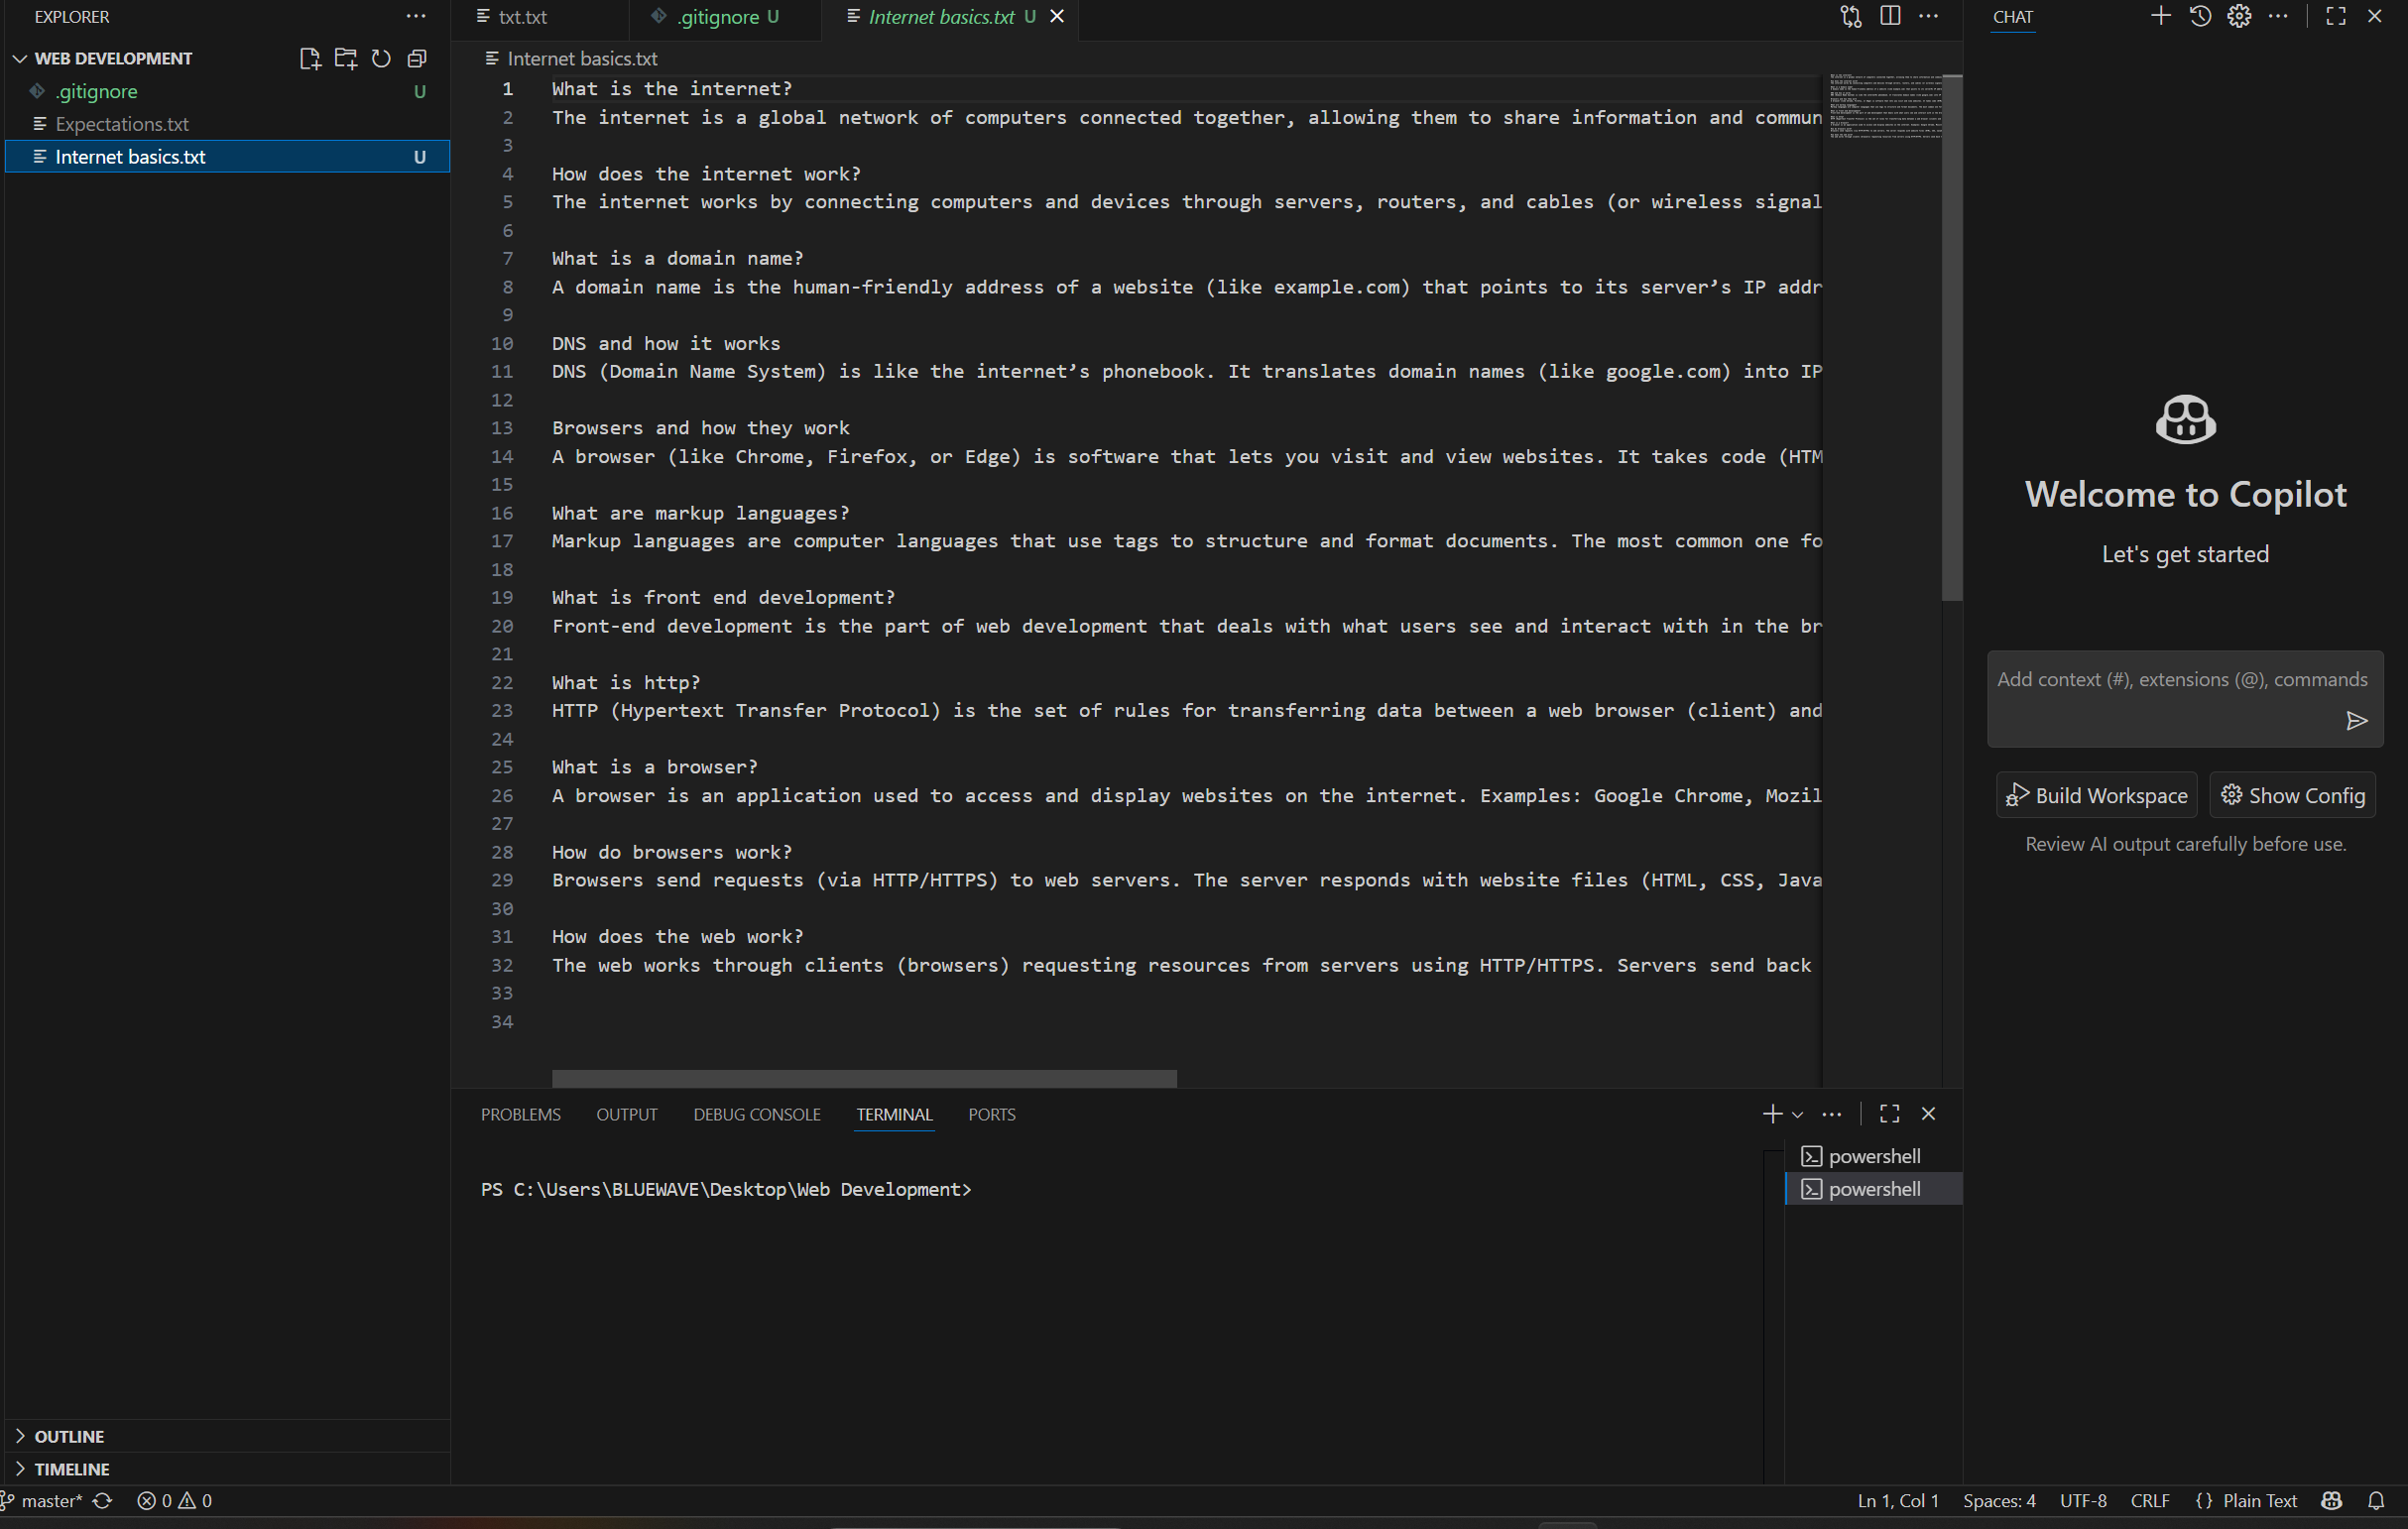 EXPLORER
WEB DEVELOPMENT
.gitignore U
Expectations.txt
Internet basics.txt U
OUTLINE
TIMELINE
txt.txt
.gitignore U
Internet basics.txt U
Internet basics.txt
1 What is the internet?
2 The internet is a global network of computers connected together, allowing them to share information and commun
3
4 How does the internet work?
5 The internet works by connecting computers and devices through servers, routers, and cables (or wireless signal
6
7 What is a domain name?
8 A domain name is the human-friendly address of a website (like example.com) that points to its server’s IP addr
9
10 DNS and how it works
11 DNS (Domain Name System) is like the internet’s phonebook. It translates domain names (like google.com) into IP
12
13 Browsers and how they work
14 A browser (like Chrome, Firefox, or Edge) is software that lets you visit and view websites. It takes code (HTM
15
16 What are markup languages?
17 Markup languages are computer languages that use tags to structure and format documents. The most common one fo
18
19 What is front end development?
20 Front-end development is the part of web development that deals with what users see and interact with in the br
21
22 What is http?
23 HTTP (Hypertext Transfer Protocol) is the set of rules for transferring data between a web browser (client) and
24
25 What is a browser?
26 A browser is an application used to access and display websites on the internet. Examples: Google Chrome, Mozil
27
28 How do browsers work?
29 Browsers send requests (via HTTP/HTTPS) to web servers. The server responds with website files (HTML, CSS, Java
30
31 How does the web work?
32 The web works through clients (browsers) requesting resources from servers using HTTP/HTTPS. Servers send back
33
34
PROBLEMS OUTPUT DEBUG CONSOLE TERMINAL PORTS
PS C:\Users\BLUEWAVE\Desktop\Web Development>
powershell
powershell
CHAT
Welcome to Copilot
Let's get started
Add context (#), extensions (@), commands
Build Workspace Show Config
Review AI output carefully before use.
master* 0 0 Ln 1, Col 1 Spaces: 4 UTF-8 CRLF {} Plain Text